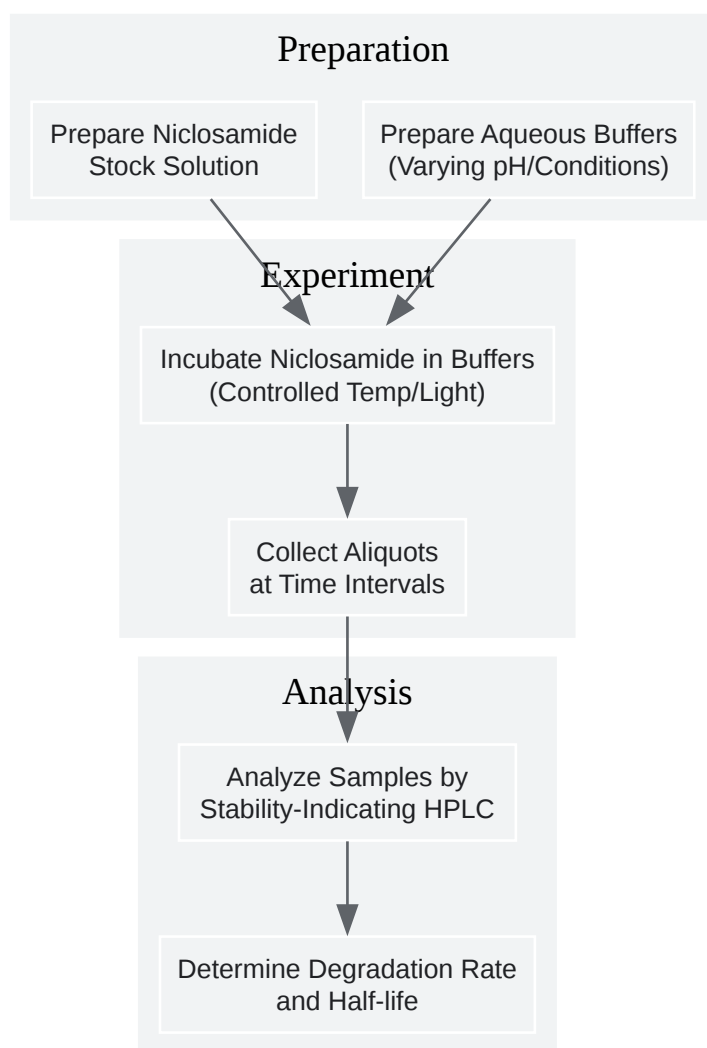 Preparation
Prepare Niclosamide
Stock Solution
Prepare Aqueous Buffers
(Varying pH/Conditions)
Experiment
Incubate Niclosamide in Buffers
(Controlled Temp/Light)
Collect Aliquots
at Time Intervals
Analysis
Analyze Samples by
Stability-Indicating HPLC
Determine Degradation Rate
and Half-life